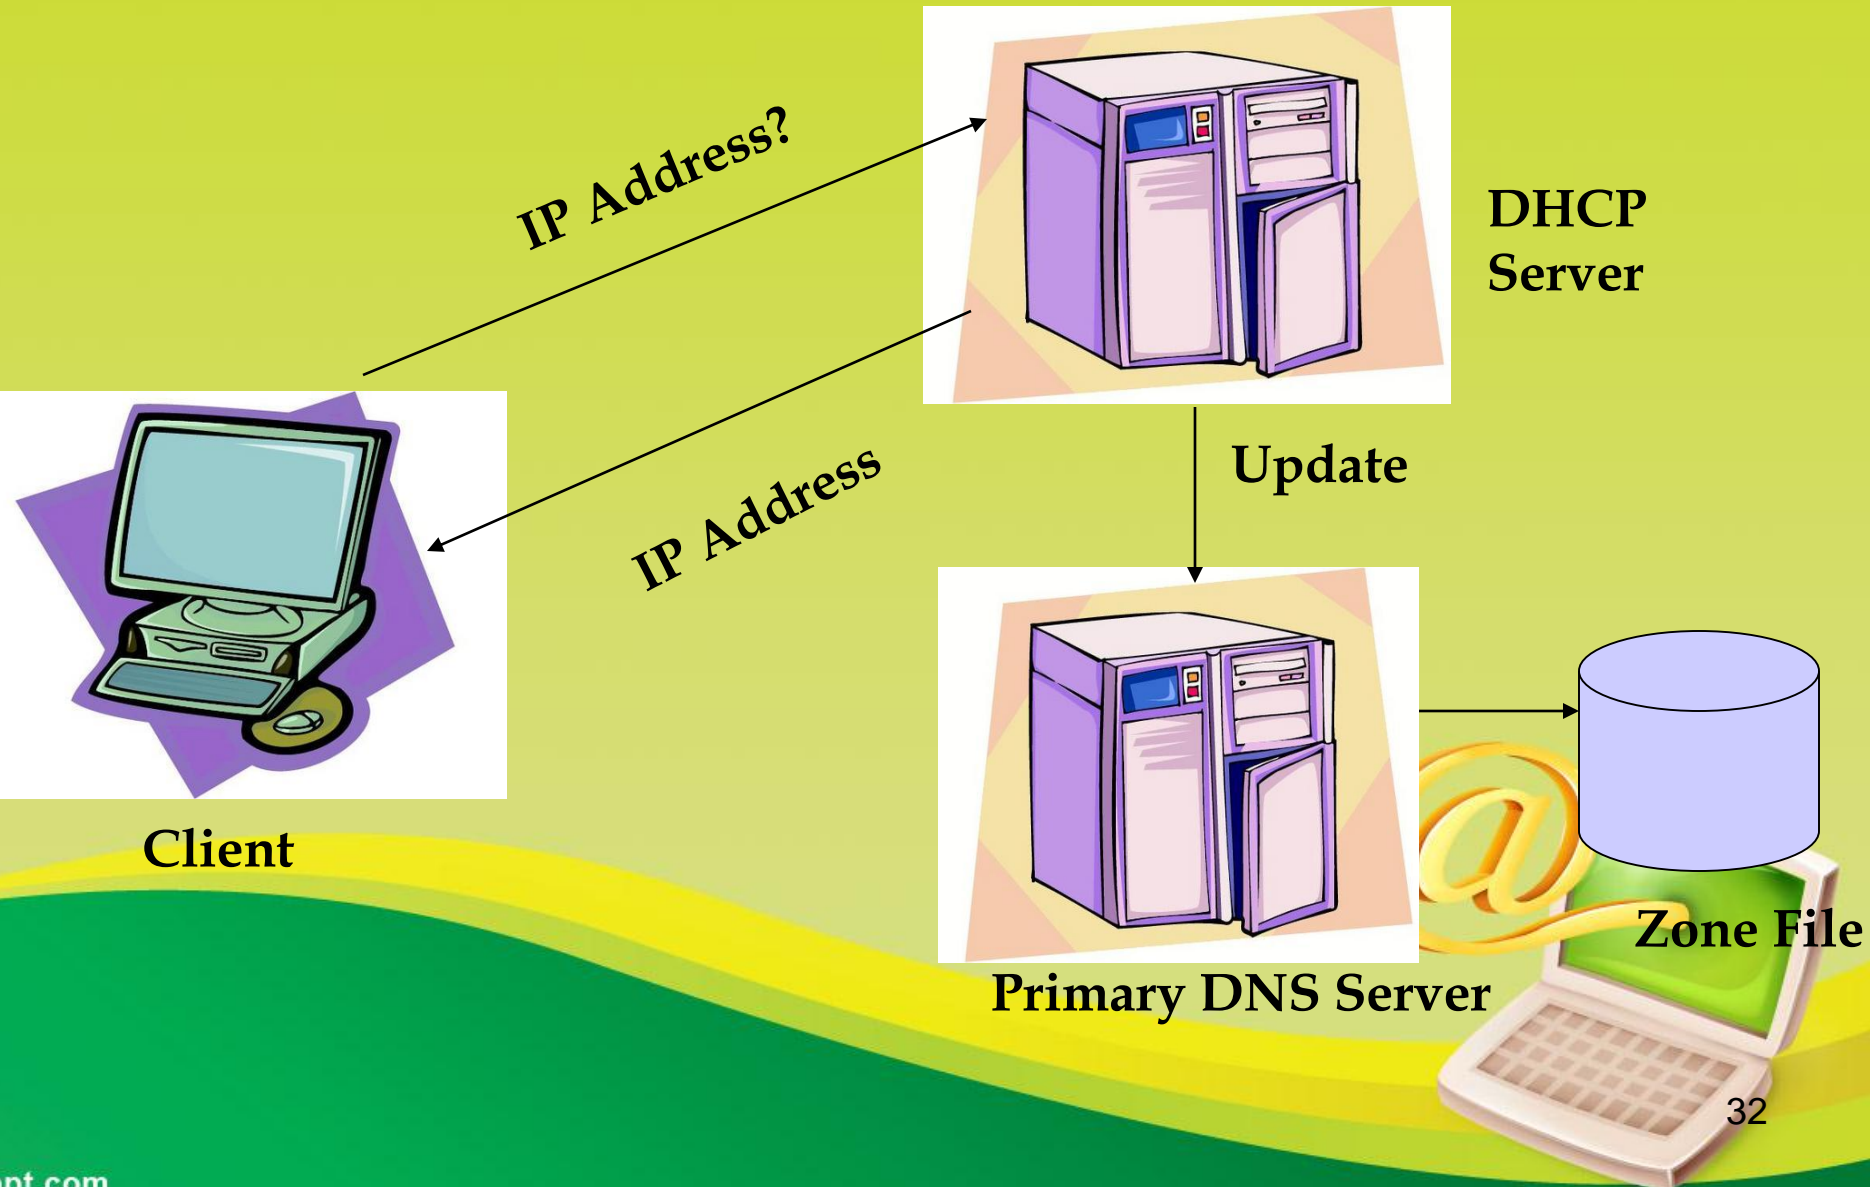 IP Address?
DHCP
Server
IP Address
Update
Client
Zone File
Primary DNS Server
32